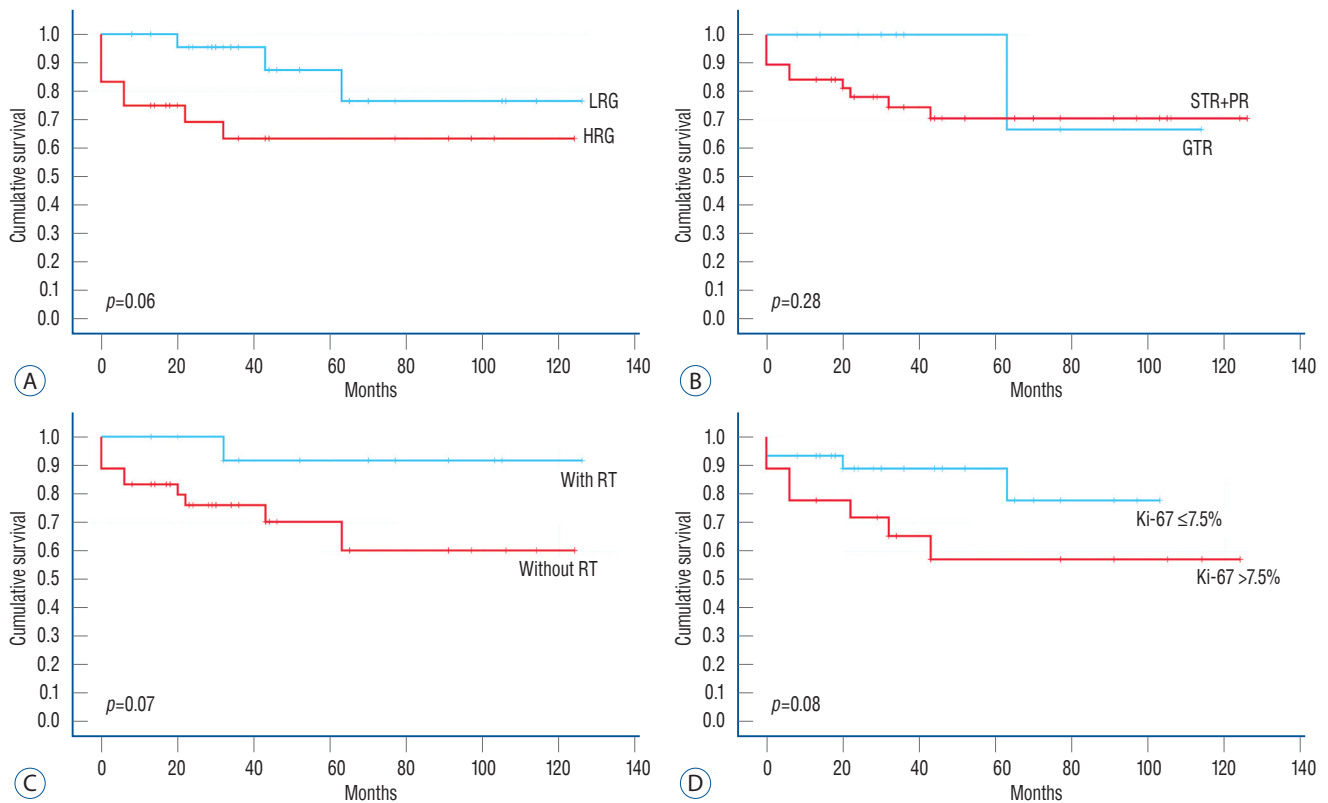 Cumulative survival
1.0
0.9
0.8
0.7
0.6
0.5
0.4
0.3
0.2
0.1
0.0
LRG
HRG
p=0.06
0 20 40 60 80 100 120 140
Months
A
Cumulative survival
1.0
0.9
0.8
0.7
0.6
0.5
0.4
0.3
0.2
0.1
0.0
STR+PR
GTR
p=0.28
0 20 40 60 80 100 120 140
Months
B
Cumulative survival
1.0
0.9
0.8
0.7
0.6
0.5
0.4
0.3
0.2
0.1
0.0
With RT
Without RT
p=0.07
0 20 40 60 80 100 120 140
Months
C
Cumulative survival
1.0
0.9
0.8
0.7
0.6
0.5
0.4
0.3
0.2
0.1
0.0
Ki-67 ≤7.5%
Ki-67 >7.5%
p=0.08
0 20 40 60 80 100 120 140
Months
D